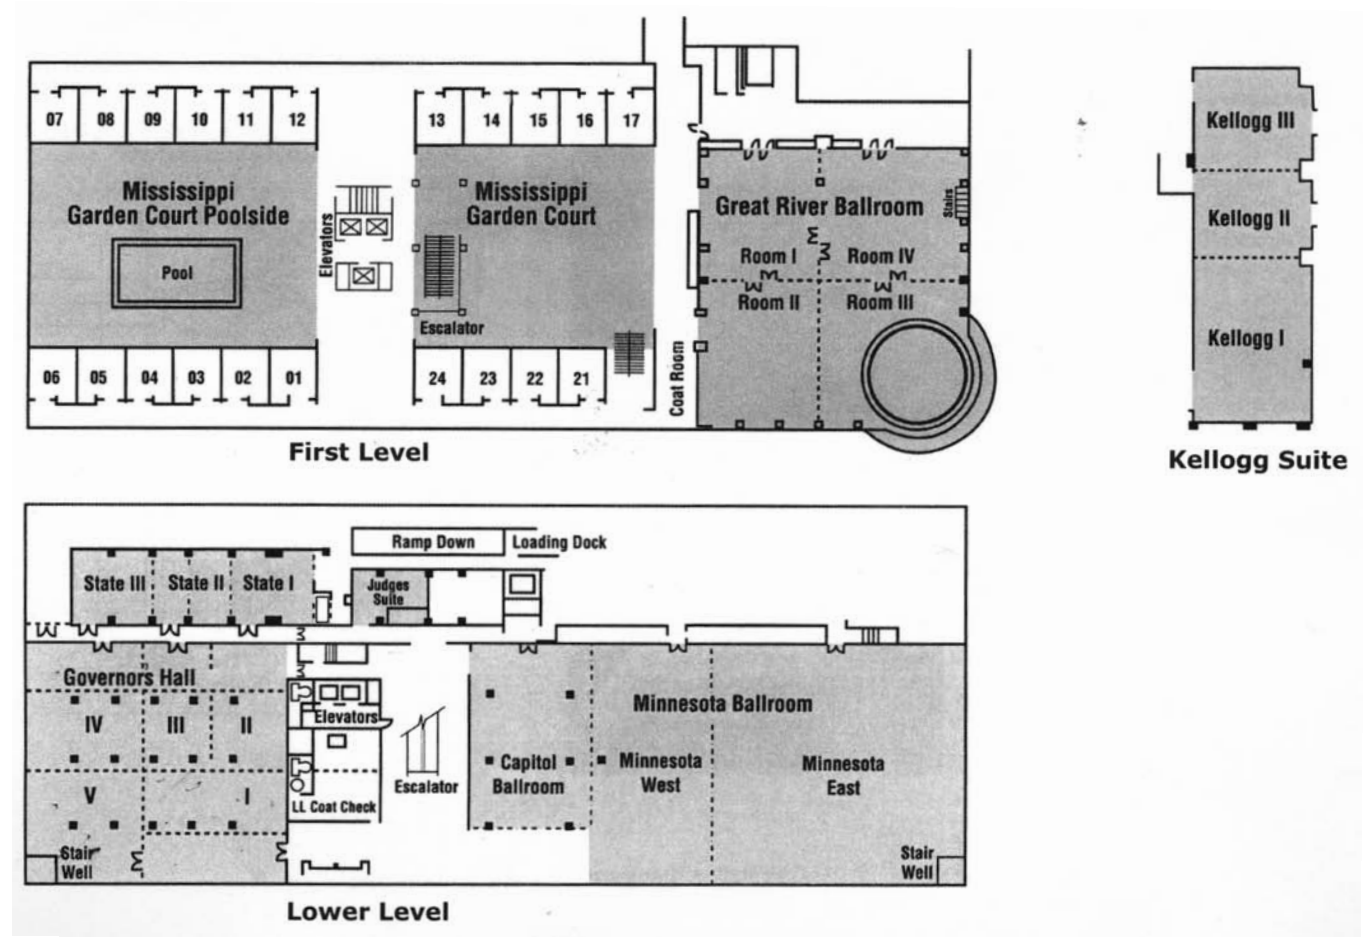 07 08 09 10 11 12
13 14 15 16 17
Mississippi
Garden Court Poolside
Pool
Elevators
Mississippi
Garden Court
Escalator
06 05 04 03 02 01
24 23 22 21
Coat Room
Great River Ballroom
Stairs
Room I
Room IV
Room II
Room III
First Level
Kellogg III
Kellogg II
Kellogg I
Kellogg Suite
Ramp Down
Loading Dock
State III
State II
State I
Judges
Suite
Governors Hall
IV
III
II
V
I
Stair
Well
Elevators
LL Coat Check
Escalator
Minnesota Ballroom
Capitol
Ballroom
Minnesota
West
Minnesota
East
Stair
Well
Lower Level